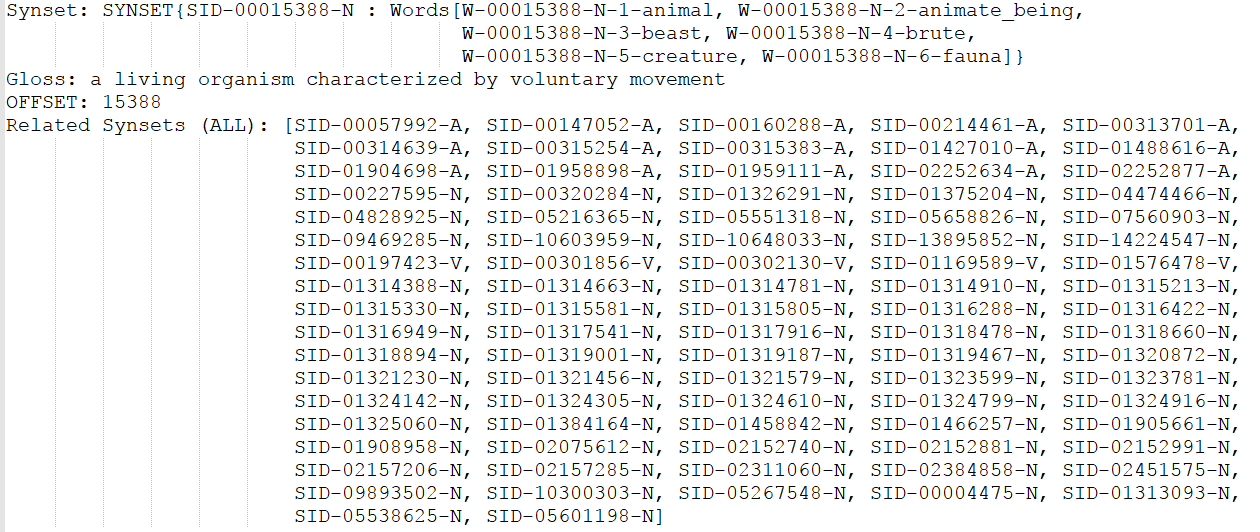 Synset: SYNSET{SID-00015388-N : Words[W-00015388-N-1-animal, W-00015388-N-2-animate_being,
W-00015388-N-3-beast, W-00015388-N-4-brute,
W-00015388-N-5-creature, W-00015388-N-6-fauna]}
Gloss: a living organism characterized by voluntary movement
OFFSET: 15388
Related Synsets (ALL): [SID-00057992-A, SID-00147052-A, SID-00160288-A, SID-00214461-A, SID-00313701-A,
SID-00314639-A, SID-00315254-A, SID-00315383-A, SID-01427010-A, SID-01488616-A,
SID-01904698-A, SID-01958898-A, SID-01959111-A, SID-02252634-A, SID-02252877-A,
SID-00227595-N, SID-00320284-N, SID-01326291-N, SID-01375204-N, SID-04474466-N,
SID-04828925-N, SID-05216365-N, SID-05551318-N, SID-05658826-N, SID-07560903-N,
SID-09469285-N, SID-10603959-N, SID-10648033-N, SID-13895852-N, SID-14224547-N,
SID-00197423-V, SID-00301856-V, SID-00302130-V, SID-01169589-V, SID-01576478-V,
SID-01314388-N, SID-01314663-N, SID-01314781-N, SID-01314910-N, SID-01315213-N,
SID-01315330-N, SID-01315581-N, SID-01315805-N, SID-01316288-N, SID-01316422-N,
SID-01316949-N, SID-01317541-N, SID-01317916-N, SID-01318478-N, SID-01318660-N,
SID-01318894-N, SID-01319001-N, SID-01319187-N, SID-01319467-N, SID-01320872-N,
SID-01321230-N, SID-01321456-N, SID-01321579-N, SID-01323599-N, SID-01323781-N,
SID-01324142-N, SID-01324305-N, SID-01324610-N, SID-01324799-N, SID-01324916-N,
SID-01325060-N, SID-01384164-N, SID-01458842-N, SID-01466257-N, SID-01905661-N,
SID-01908958-N, SID-02075612-N, SID-02152740-N, SID-02152881-N, SID-02152991-N,
SID-02157206-N, SID-02157285-N, SID-02311060-N, SID-02384858-N, SID-02451575-N,
SID-09893502-N, SID-10300303-N, SID-05267548-N, SID-00004475-N, SID-01313093-N,
SID-05538625-N, SID-05601198-N]